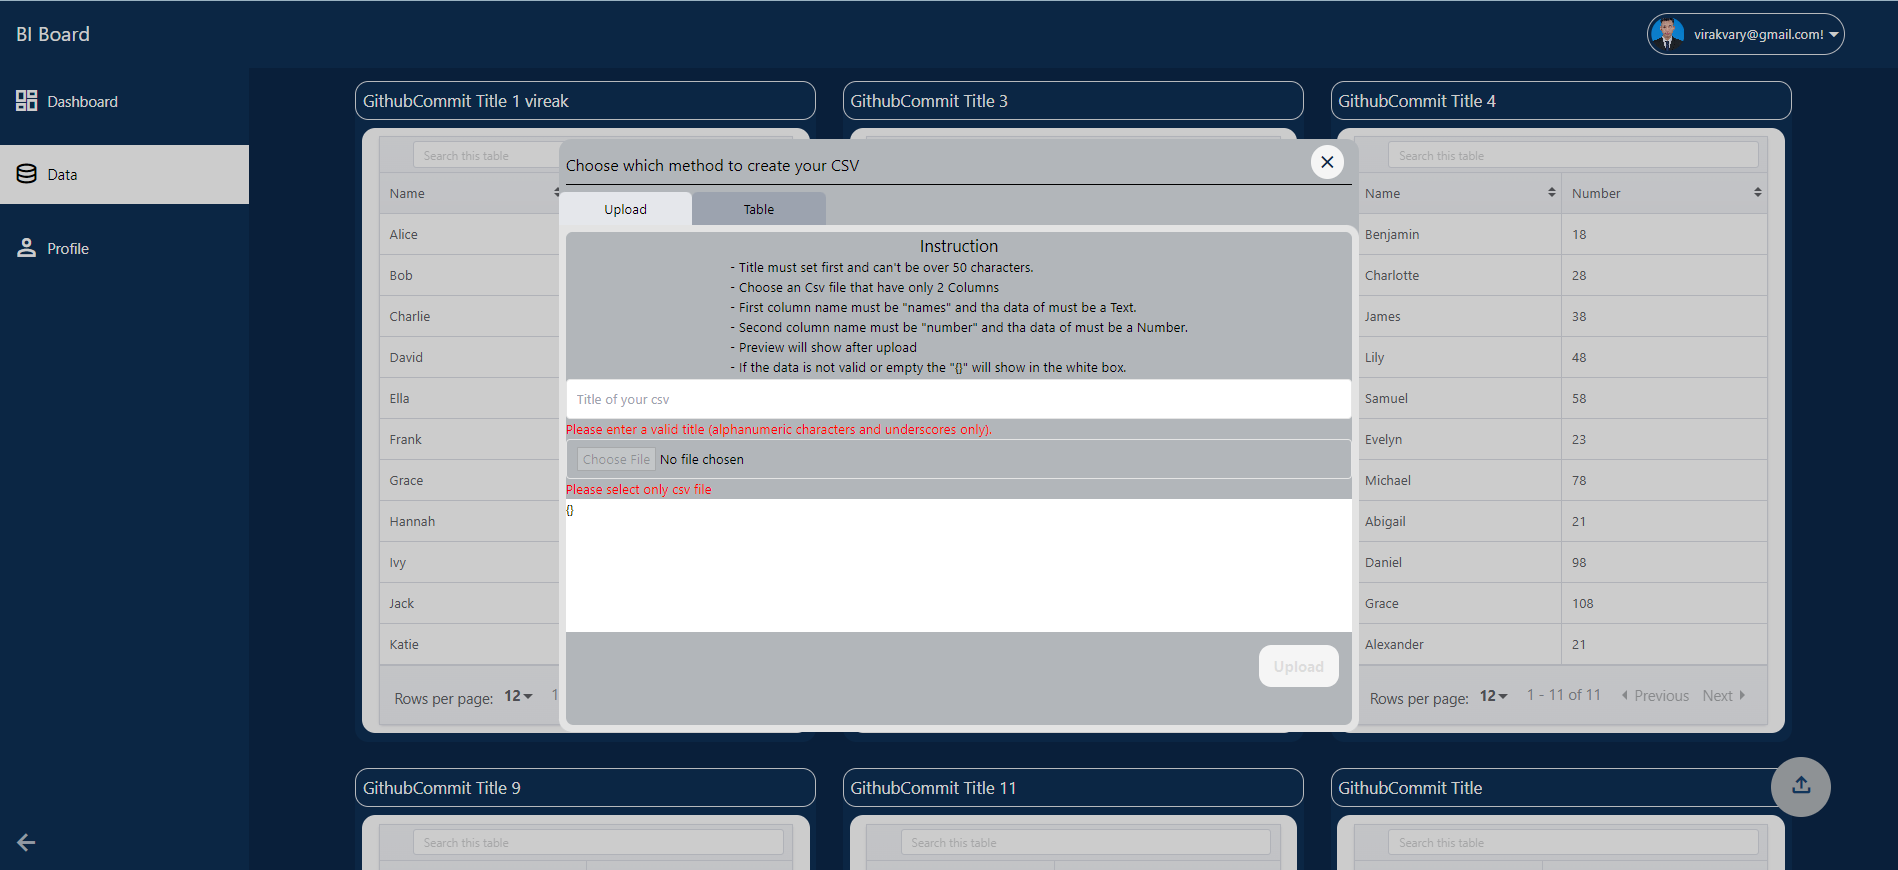 BI Board
virakvary@gmail.com!
Dashboard
Data
Profile
GithubCommit Title 1 vireak
GithubCommit Title 3
GithubCommit Title 4
Search this table
Name
Alice
Bob
Charlie
David
Ella
Frank
Grace
Hannah
Ivy
Jack
Katie
Rows per page: 12
1
Choose which method to create your CSV
Upload
Table
Instruction
- Title must set first and can't be over 50 characters.
- Choose an Csv file that have only 2 Columns
- First column name must be "names" and tha data of must be a Text.
- Second column name must be "number" and tha data of must be a Number.
- Preview will show after upload
- If the data is not valid or empty the "{}" will show in the white box.
Title of your csv
Please enter a valid title (alphanumeric characters and underscores only).
Choose File No file chosen
Please select only csv file
{}
Upload
Search this table
Name Number
Benjamin 18
Charlotte 28
James 38
Lily 48
Samuel 58
Evelyn 23
Michael 78
Abigail 21
Daniel 98
Grace 108
Alexander 21
Rows per page: 12 1 - 11 of 11 Previous Next
GithubCommit Title 9
GithubCommit Title 11
GithubCommit Title
Search this table
Search this table
Search this table